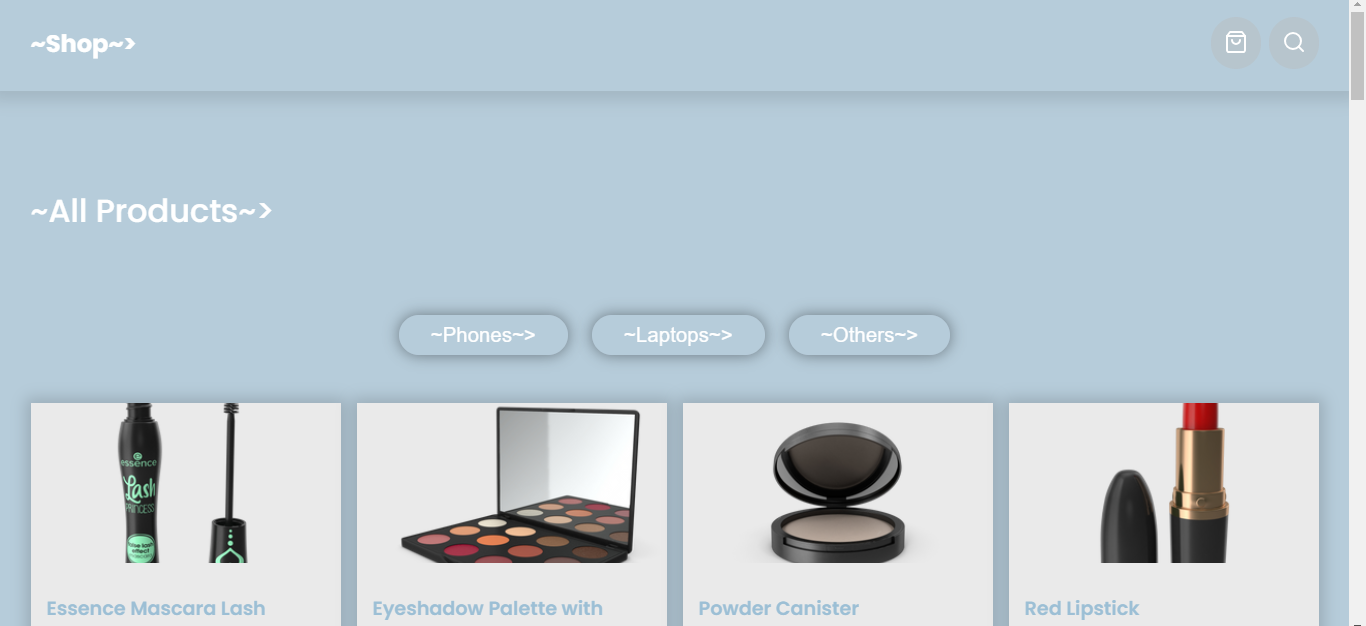 ~Shop~>
~All Products~>
~Phones~>
~Laptops~>
~Others~>
essence
Lash
PRINCESS
false lash
effect
Essence Mascara Lash
Eyeshadow Palette with
Powder Canister
Red Lipstick